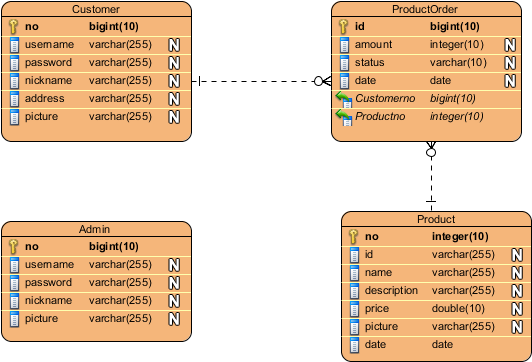 Customer
no bigint(10)
username varchar(255) N
password varchar(255) N
nickname varchar(255) N
address varchar(255) N
picture varchar(255) N
ProductOrder
id bigint(10)
amount integer(10) N
status varchar(10) N
date date N
Customerno bigint(10)
Productno integer(10)
Admin
no bigint(10)
username varchar(255) N
password varchar(255) N
nickname varchar(255) N
picture varchar(255) N
Product
no integer(10)
id varchar(255) N
name varchar(255) N
description varchar(255) N
price double(10) N
picture varchar(255) N
date date